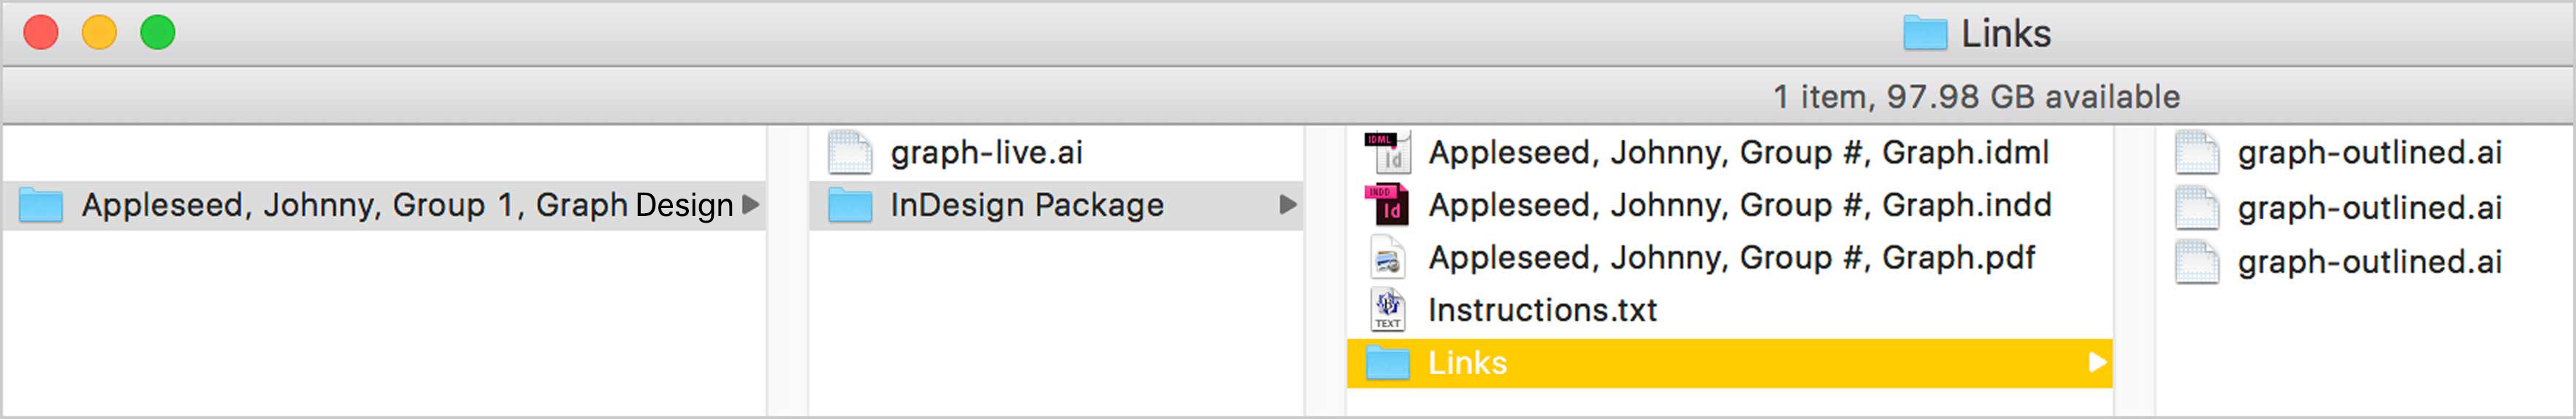 Links
1 item, 97.98 GB available
Appleseed, Johnny, Group 1, Graph Design
graph-live.ai
InDesign Package
IDML
Id
Appleseed, Johnny, Group #, Graph.idml
INDD
Id
Appleseed, Johnny, Group #, Graph.indd
Appleseed, Johnny, Group #, Graph.pdf
TEXT
Instructions.txt
Links
graph-outlined.ai
graph-outlined.ai
graph-outlined.ai